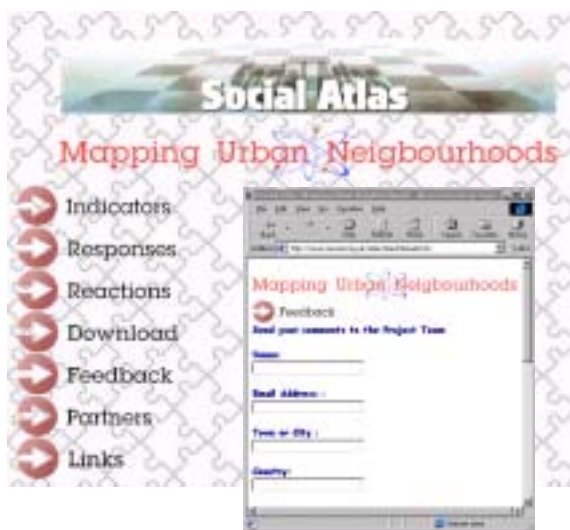 Social Atlas
Mapping Urban Neigbourhoods
Indicators
Responses
Reactions
Download
Feedback
Partners
Links
Mapping Urban Neigbourhoods
Feedback
Send your comments to the Project Team
Name:
Email Address :
Town or City :
Country: